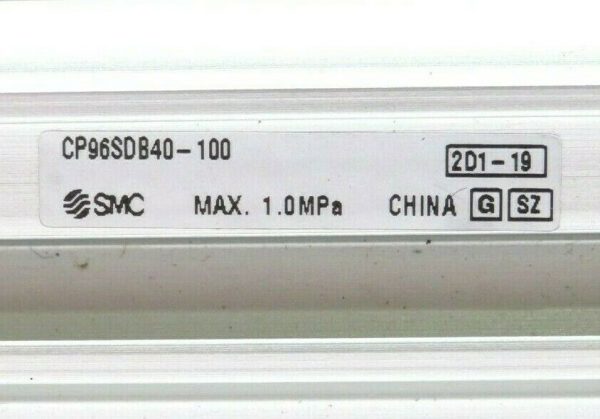 CP96SDB40-100
2D1-19
SMC MAX. 1.0MPa CHINA G SZ